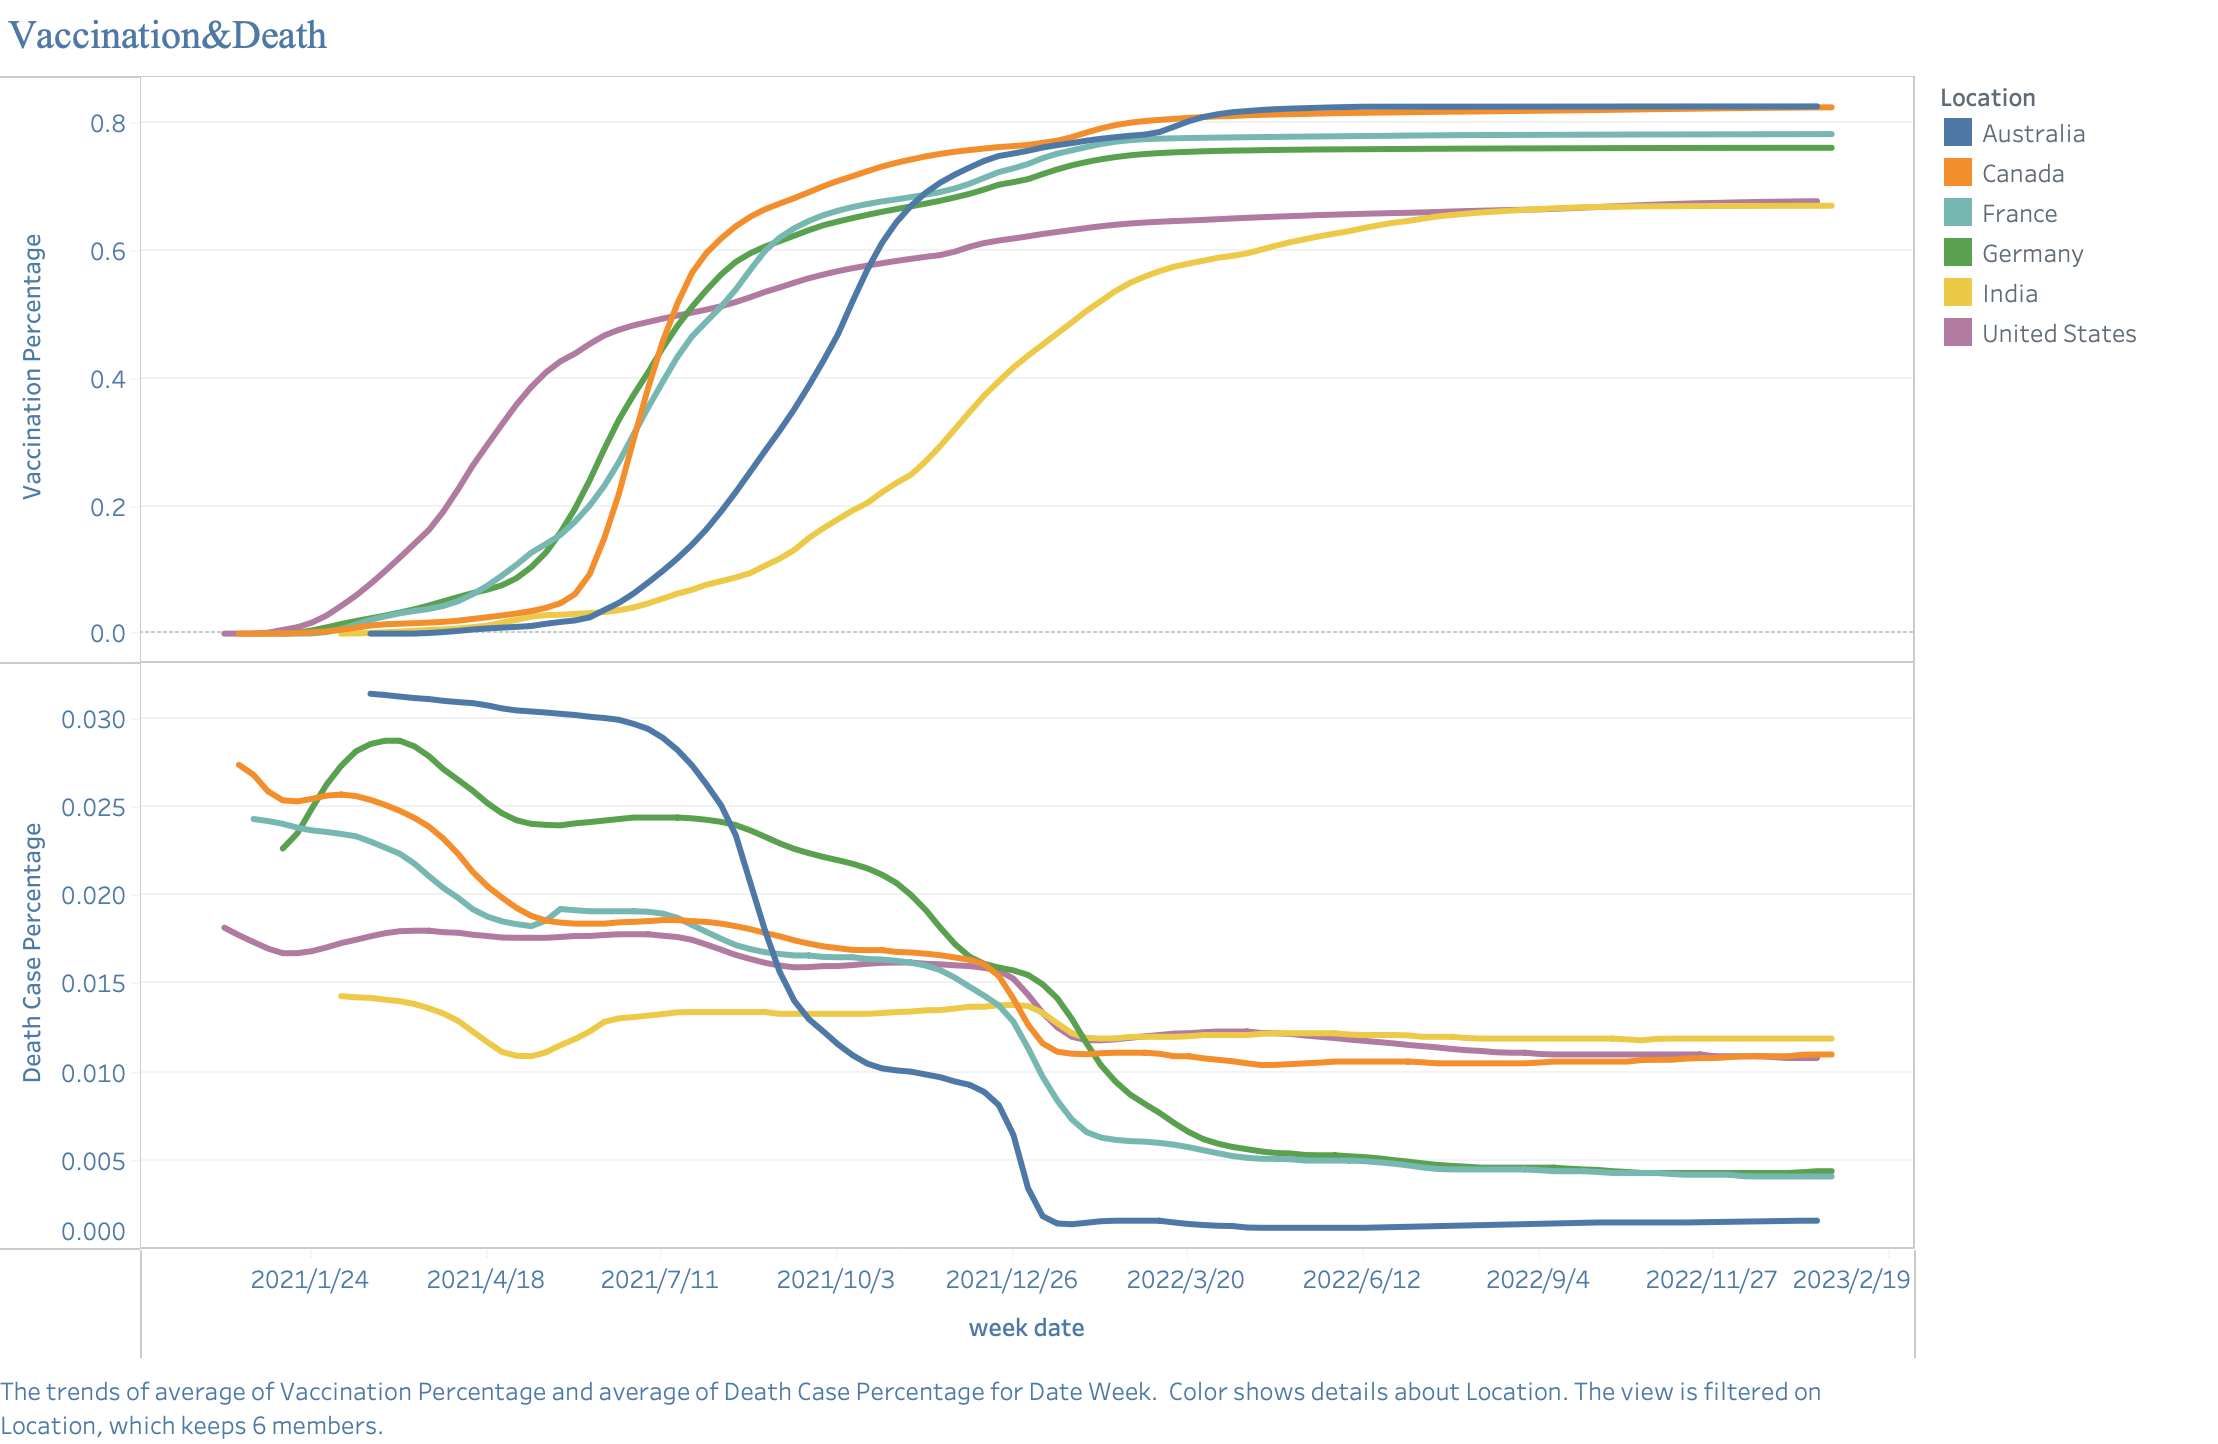 Vaccination&Death
Vaccination Percentage
0.8
0.6
0.4
0.2
0.0
Death Case Percentage
0.030
0.025
0.020
0.015
0.010
0.005
0.000
2021/1/24 2021/4/18 2021/7/11 2021/10/3 2021/12/26 2022/3/20 2022/6/12 2022/9/4 2022/11/27 2023/2/19
week date
Location
Australia
Canada
France
Germany
India
United States
The trends of average of Vaccination Percentage and average of Death Case Percentage for Date Week.  Color shows details about Location. The view is filtered on
Location, which keeps 6 members.